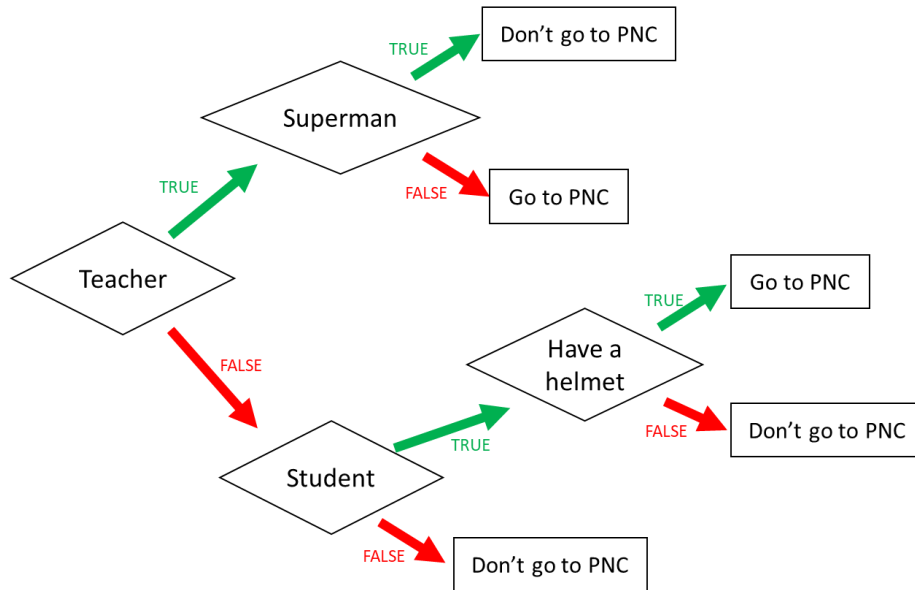 Don't go to PNC
TRUE
Superman
TRUE
FALSE
Go to PNC
Teacher
Go to PNC
TRUE
Have a
helmet
FALSE
FALSE
Don't go to PNC
TRUE
Student
FALSE
Don't go to PNC